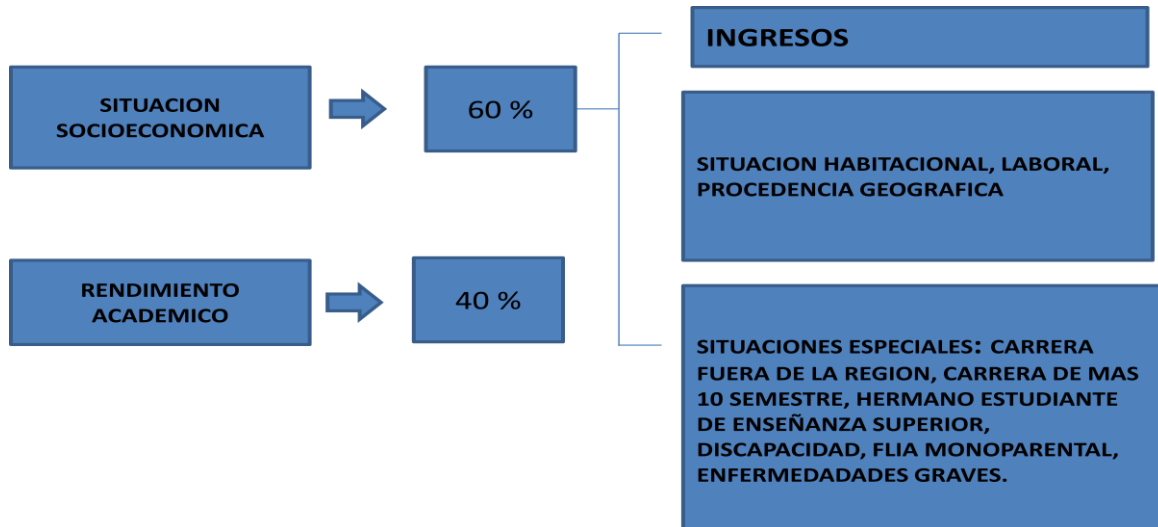 SITUACION
SOCIOECONOMICA
60 %
INGRESOS
SITUACION HABITACIONAL, LABORAL,
PROCEDENCIA GEOGRAFICA
RENDIMIENTO
ACADEMICO
40 %
SITUACIONES ESPECIALES: CARRERA
FUERA DE LA REGION, CARRERA DE MAS
10 SEMESTRE, HERMANO ESTUDIANTE
DE ENSEÑANZA SUPERIOR,
DISCAPACIDAD, FLIA MONOPARENTAL,
ENFERMEDADADES GRAVES.